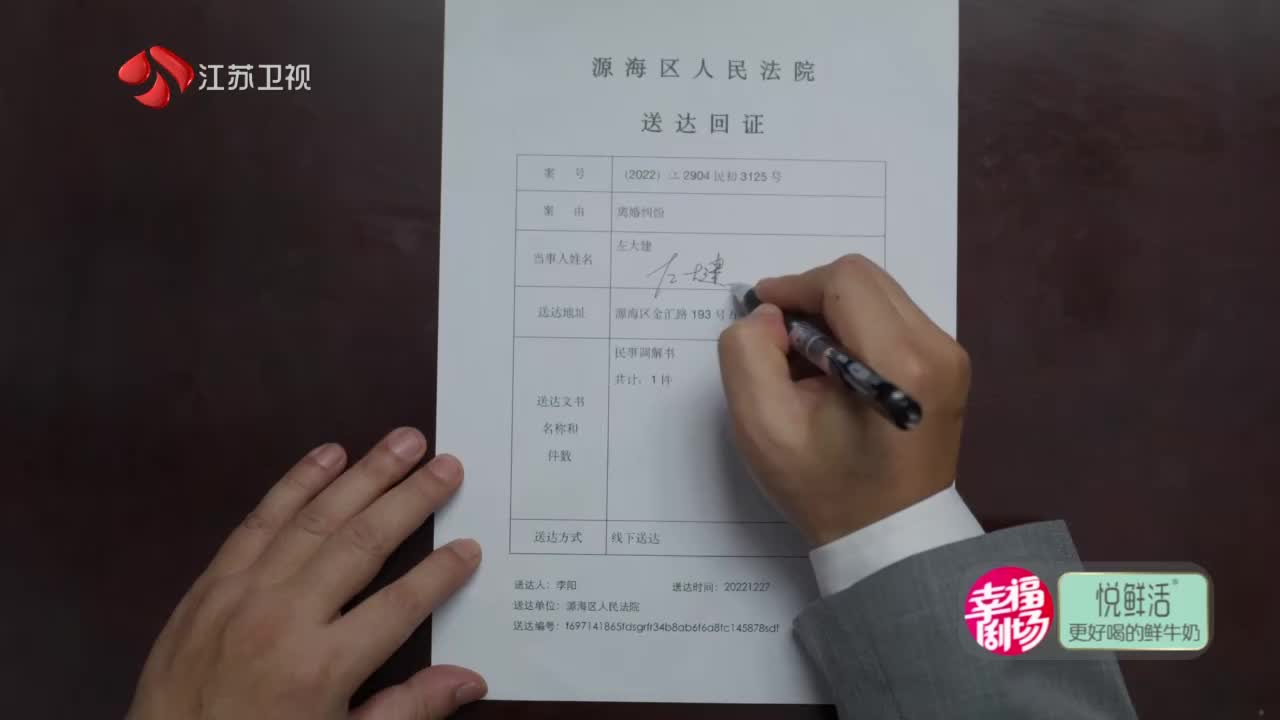 江苏卫视
源海区人民法院
送达回证
案 号 （2022）江 2904 民初 3125 号
案 由 离婚纠纷
当事人姓名 左大建
左大建
送达地址 源海区金汇路 193 号
送达文书
名称和
件数
民事调解书
共计：1 件
送达方式 线下送达
送达人：李阳 送达时间：20221227
送达单位：源海区人民法院
送达编号：f697141865fdsgrfr34b8ab6f6d8fc145878sdf
幸福剧场
悦鲜活®
更好喝的鲜牛奶